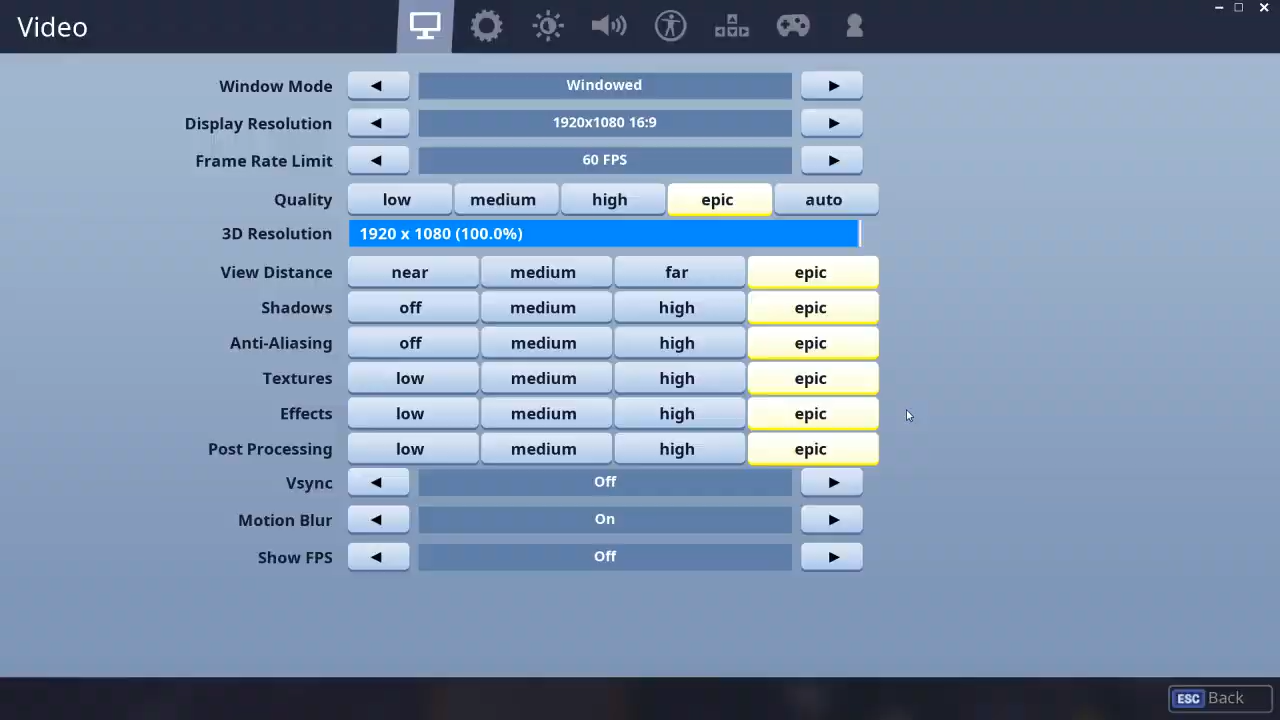 Video
Window Mode Windowed
Display Resolution 1920x1080 16:9
Frame Rate Limit 60 FPS
Quality low medium high epic auto
3D Resolution 1920 x 1080 (100.0%)
View Distance near medium far epic
Shadows off medium high epic
Anti-Aliasing off medium high epic
Textures low medium high epic
Effects low medium high epic
Post Processing low medium high epic
Vsync Off
Motion Blur On
Show FPS Off
ESC Back